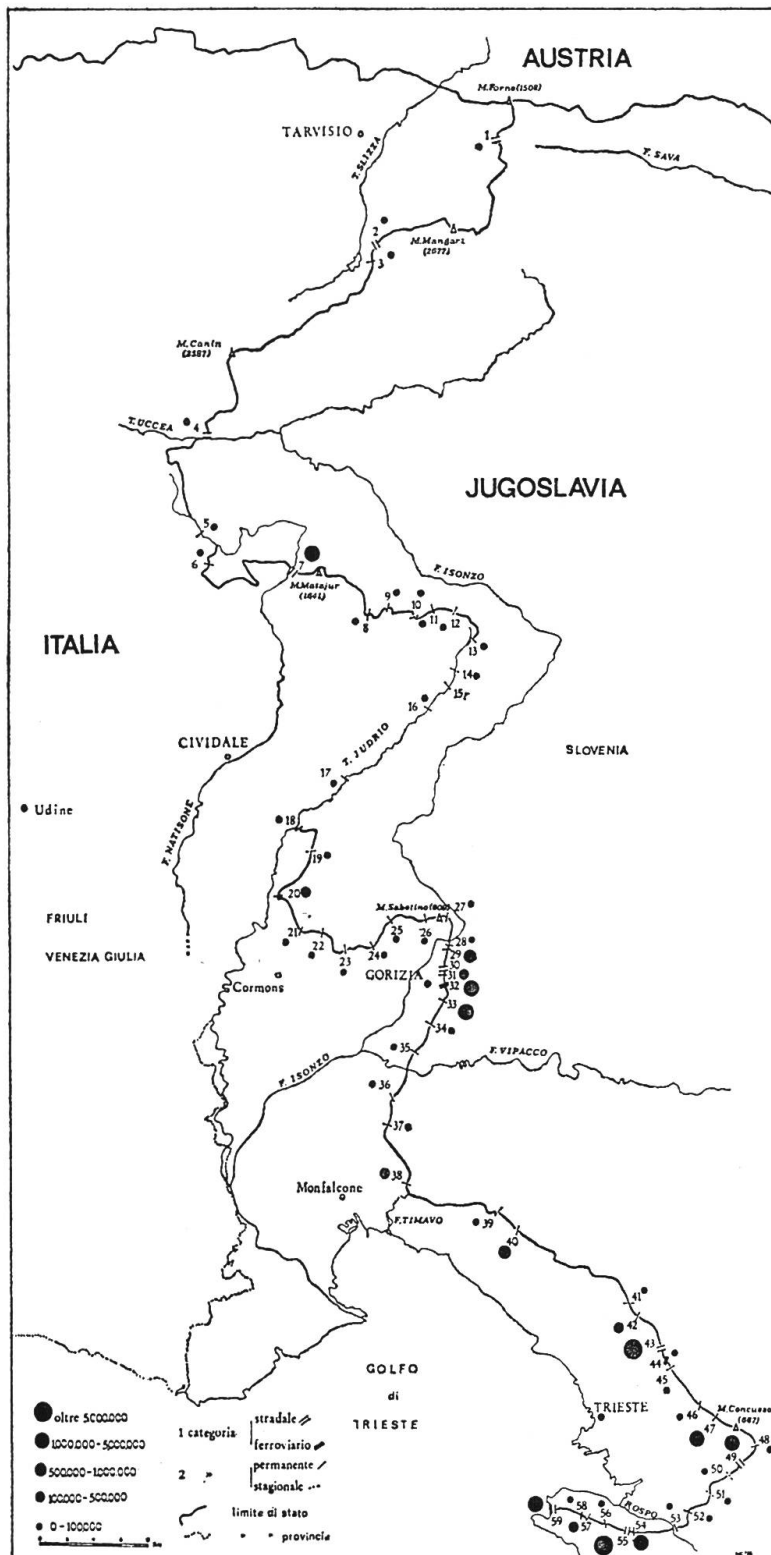 AUSTRIA
M.Forno (1508)
TARVISIO
1
T. SLIZZA
F. SAVA
2
M.Mangart
(2677)
3
M.Canin
(2587)
T. UCCEA
4
JUGOSLAVIA
5
6
7
M.Matajur
(1641)
F. ISONZO
9
10
8
11
12
ITALIA
13
14
15r
16
CIVIDALE
T. JUDRIO
SLOVENIA
17
Udine
18
F. NATISONE
19
20
M.Sabotino
27
FRIULI
VENEZIA GIULIA
21
22
23
24
25
26
28
29
30
31
32
GORIZIA
Cormons
33
34
35
F. VIPACCO
F. ISONZO
36
37
38
Monfalcone
F.TIMAVO
39
40
41
42
43
44
45
GOLFO
di
TRIESTE
TRIESTE
46
M.Concusso
(667)
47
48
49
50
51
52
53
ROSPO
54
55
56
57
58
59
oltre 5.000.000
1.000.000-5.000.000
500.000-1.000.000
100.000-500.000
0-100.000
1 categoria
stradale
ferroviario
2 »
permanente
stagionale
limite di stato
" " provincia